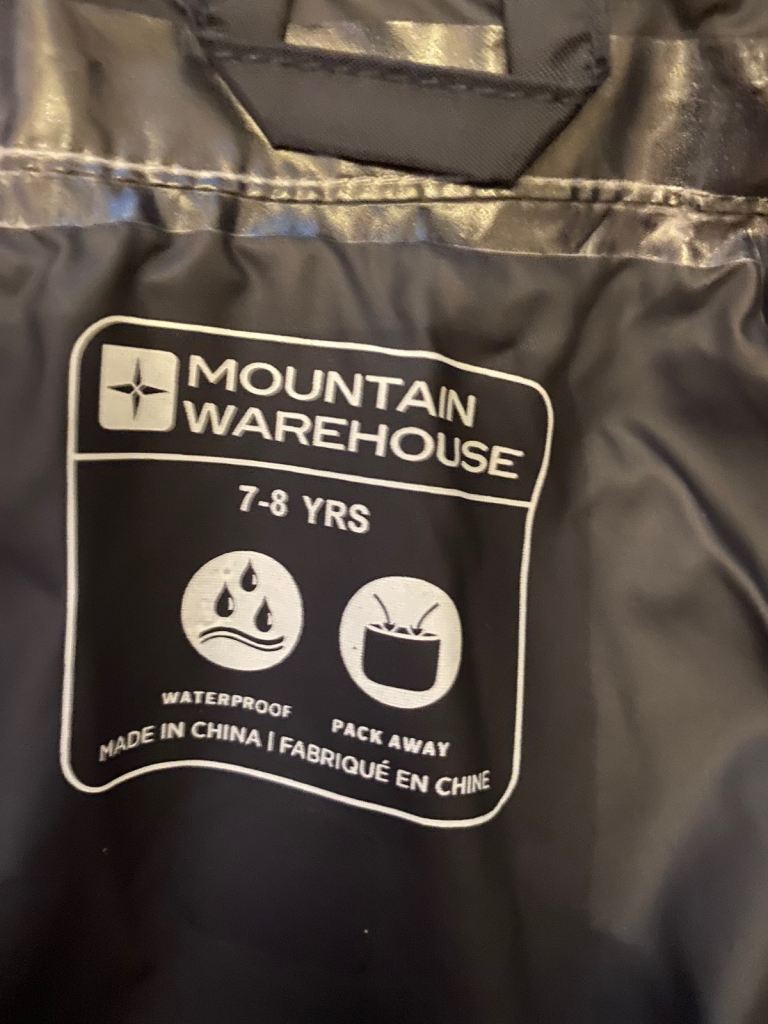 MOUNTAIN
WAREHOUSE
7-8 YRS
WATERPROOF
PACK AWAY
MADE IN CHINA | FABRIQUÉ EN CHINE